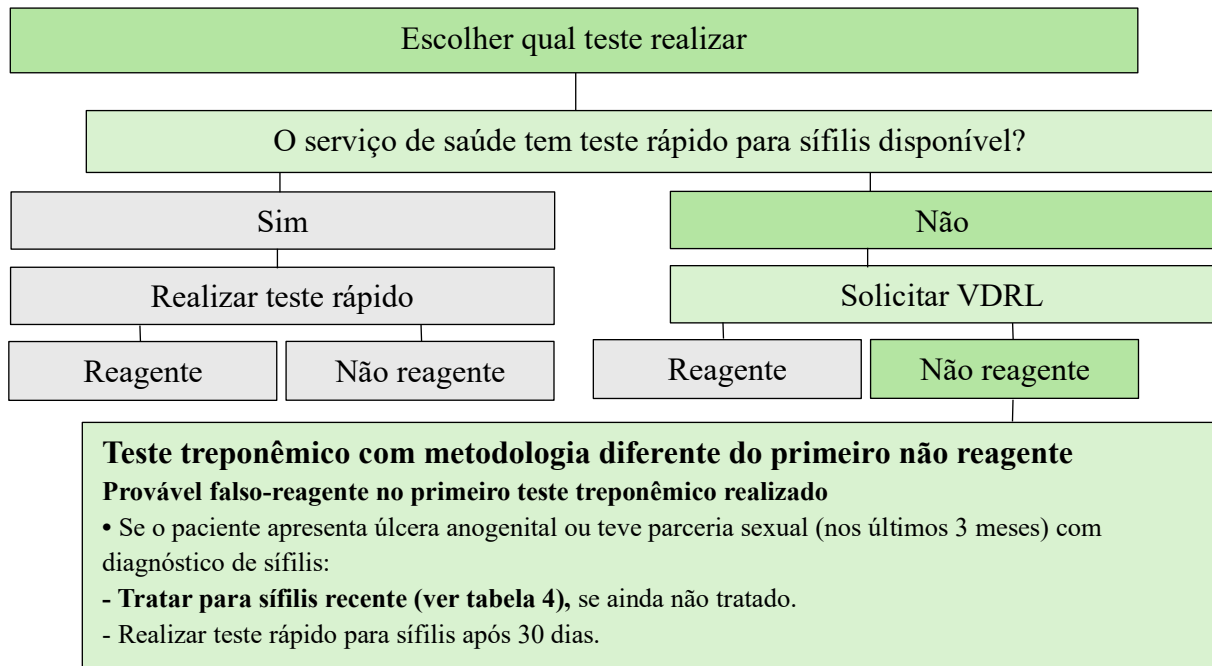 Escolher qual teste realizar
O serviço de saúde tem teste rápido para sífilis disponível?
Sim
Não
Realizar teste rápido
Solicitar VDRL
Reagente
Não reagente
Reagente
Não reagente
Teste treponêmico com metodologia diferente do primeiro não reagente
Provável falso-reagente no primeiro teste treponêmico realizado
• Se o paciente apresenta úlcera anogenital ou teve parceria sexual (nos últimos 3 meses) com
diagnóstico de sífilis:
- Tratar para sífilis recente (ver tabela 4), se ainda não tratado.
- Realizar teste rápido para sífilis após 30 dias.